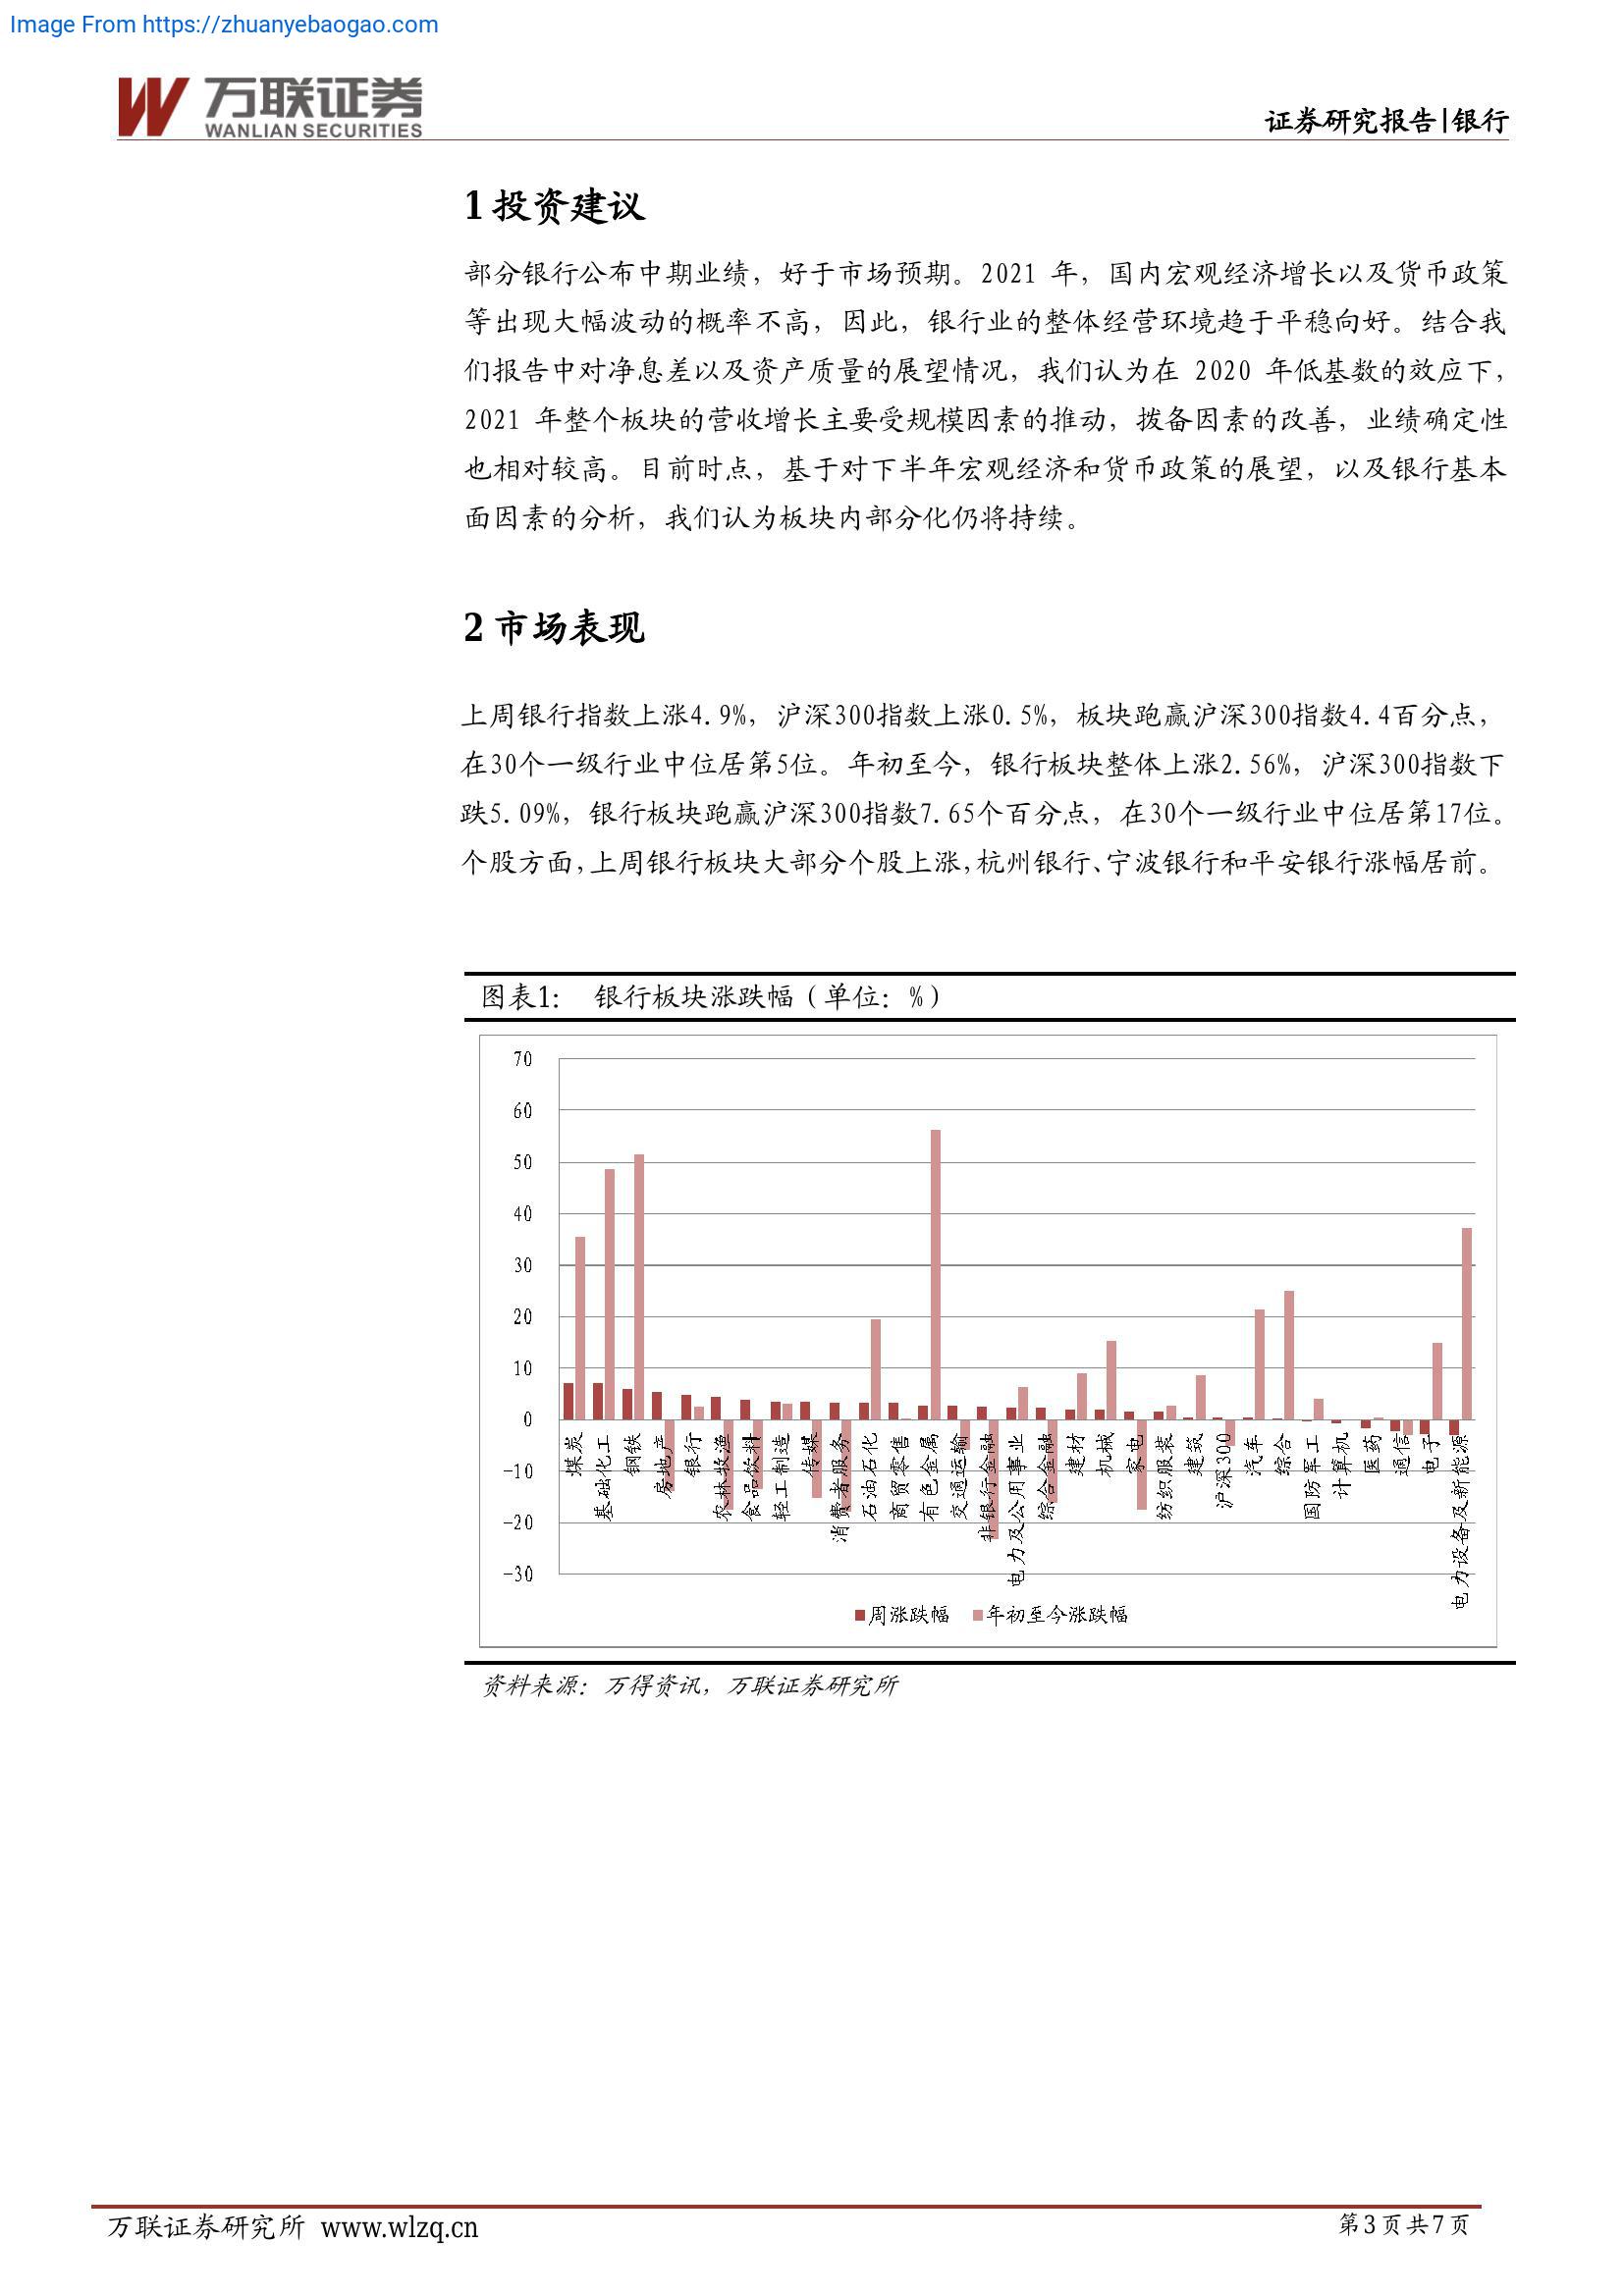 Image From https://zhuanyebaogao.com
万联证券
WANLIAN SECURITIES
证券研究报告|银行
1 投资建议
部分银行公布中期业绩，好于市场预期。2021 年，国内宏观经济增长以及货币政策
等出现大幅波动的概率不高，因此，银行业的整体经营环境趋于平稳向好。结合我
们报告中对净息差以及资产质量的展望情况，我们认为在 2020 年低基数的效应下，
2021 年整个板块的营收增长主要受规模因素的推动，拨备因素的改善，业绩确定性
也相对较高。目前时点，基于对下半年宏观经济和货币政策的展望，以及银行基本
面因素的分析，我们认为板块内部分化仍将持续。
2 市场表现
上周银行指数上涨4.9%，沪深300指数上涨0.5%，板块跑赢沪深300指数4.4百分点，
在30个一级行业中位居第5位。年初至今，银行板块整体上涨2.56%，沪深300指数下
跌5.09%，银行板块跑赢沪深300指数7.65个百分点，在30个一级行业中位居第17位。
个股方面,上周银行板块大部分个股上涨,杭州银行、宁波银行和平安银行涨幅居前。
图表1： 银行板块涨跌幅（单位：%）
70
60
50
40
30
20
10
0
-10
-20
-30
煤炭
基础化工
钢铁
房地产
银行
农林牧渔
食品饮料
轻工制造
传媒
消费者服务
石油石化
商贸零售
有色金属
交通运输
非银行金融
电力及公用事业
综合金融
建材
机械
家电
纺织服装
建筑
沪深300
汽车
综合
国防军工
计算机
医药
通信
电子
电力设备及新能源
周涨跌幅 年初至今涨跌幅
资料来源：万得资讯，万联证券研究所
万联证券研究所 www.wlzq.cn
第3页共7页